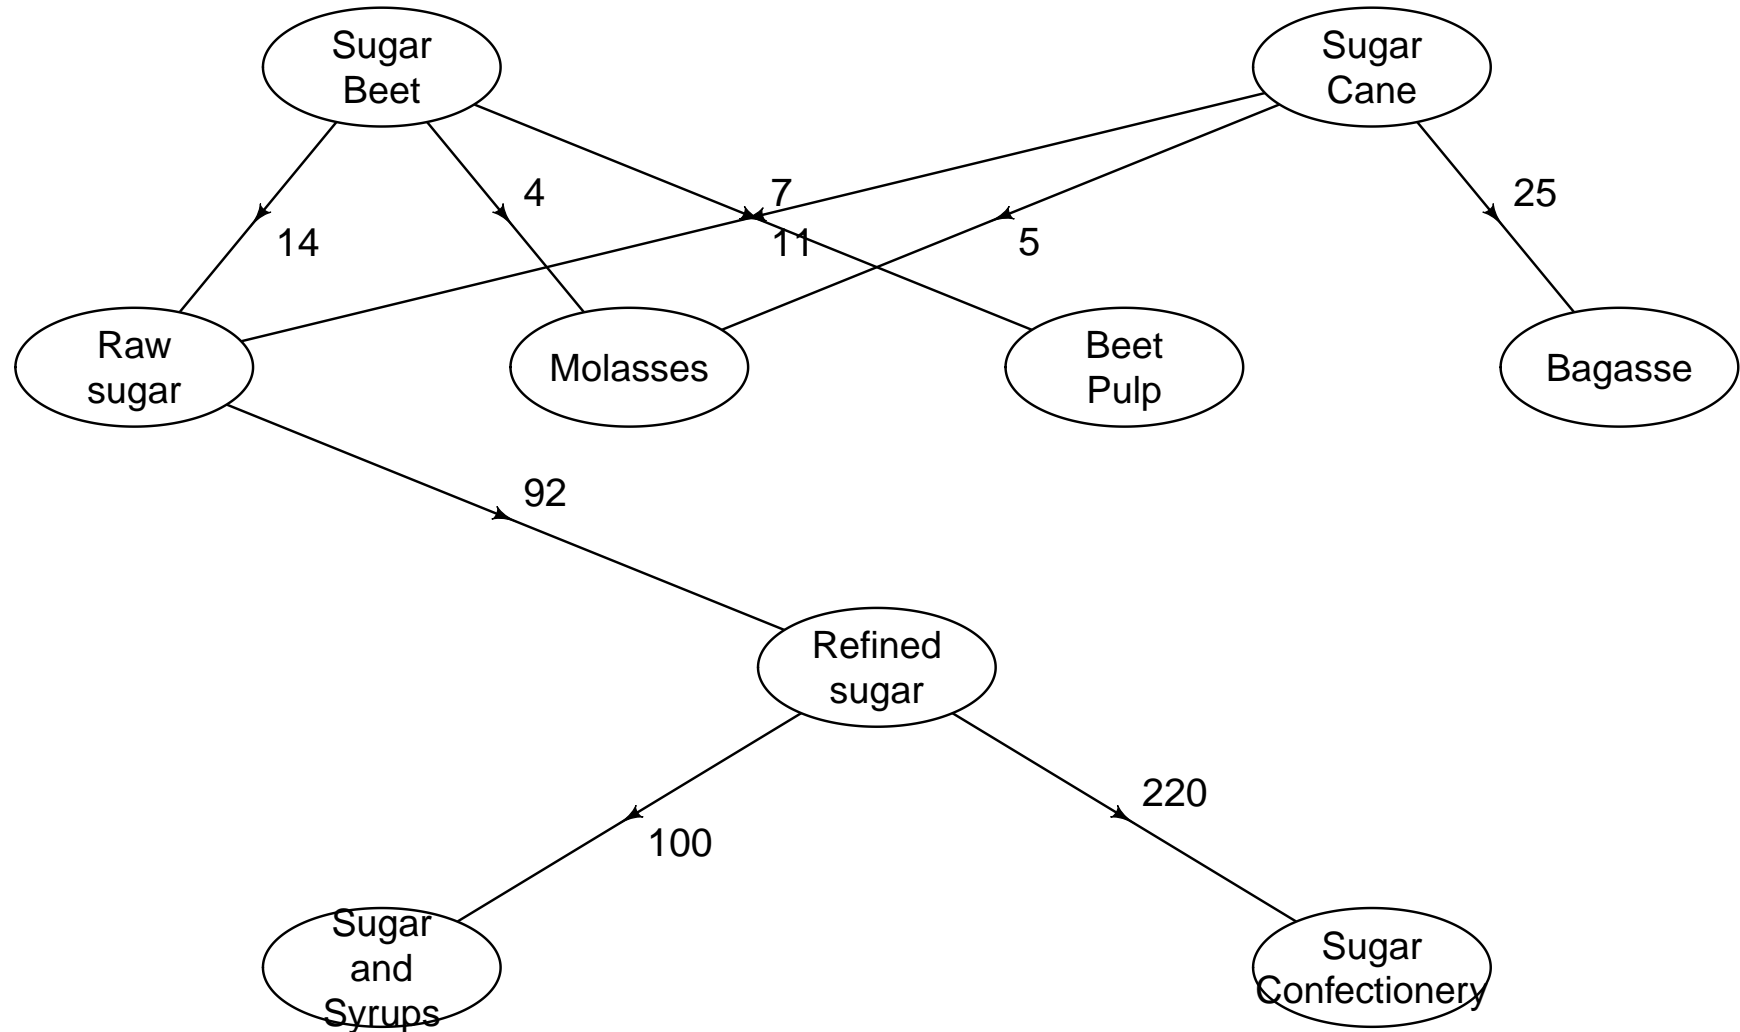 Sugar
Beet
Sugar
Cane
4
7
25
14
11
5
Raw
sugar
Molasses
Beet
Pulp
Bagasse
92
Refined
sugar
220
100
Sugar
and
Syrups
Sugar
Confectionery